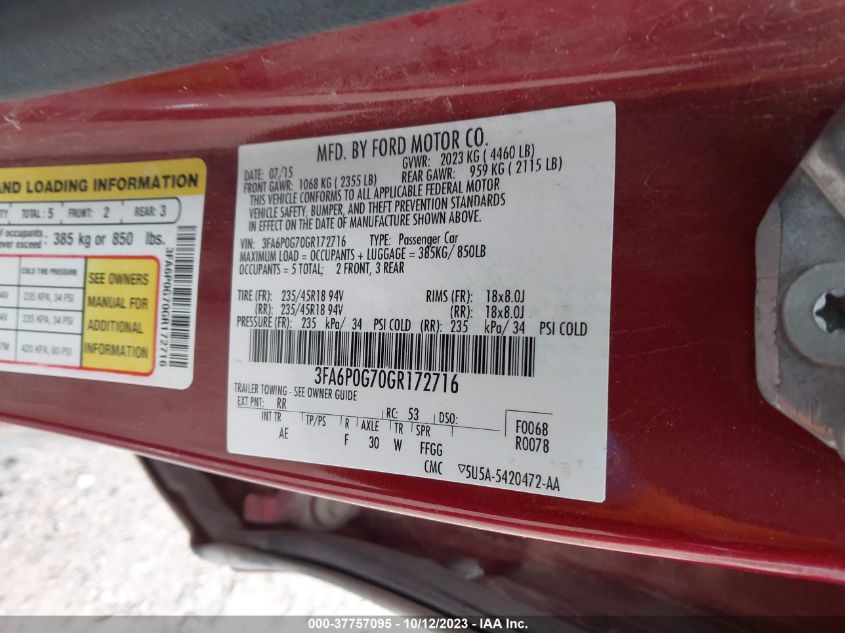 MFD. BY FORD MOTOR CO.
DATE: 07/15 GVWR: 2023 KG ( 4460 LB)
FRONT GAWR: 1068 KG ( 2355 LB) REAR GAWR: 959 KG ( 2115 LB)
THIS VEHICLE CONFORMS TO ALL APPLICABLE FEDERAL MOTOR
VEHICLE SAFETY, BUMPER, AND THEFT PREVENTION STANDARDS
IN EFFECT ON THE DATE OF MANUFACTURE SHOWN ABOVE.
VIN: 3FA6P0G70GR172716 TYPE: Passenger Car
MAXIMUM LOAD = OCCUPANTS + LUGGAGE = 385KG/ 850LB
OCCUPANTS = 5 TOTAL; 2 FRONT, 3 REAR
TIRE (FR): 235/45R18 94V RIMS (FR): 18x8.0J
(RR): 235/45R18 94V (RR): 18x8.0J
PRESSURE (FR): 235 kPa/ 34 PSI COLD (RR): 235 kPa/ 34 PSI COLD
3FA6P0G70GR172716
TRAILER TOWING - SEE OWNER GUIDE
EXT PNT: RR RC: 53 DSO:
INT TR TP/PS R AXLE TR SPR
AE F 30 W FFGG
CMC ▽5U5A-5420472-AA
F0068
R0078
AND LOADING INFORMATION
TOTAL : 5 FRONT: 2 REAR: 3
of occupants
exceed : 385 kg or 850 lbs.
COLD TIRE PRESSURE
235 KPA, 34 PSI
235 KPA, 34 PSI
420 KPA, 60 PSI
SEE OWNERS
MANUAL FOR
ADDITIONAL
INFORMATION
3FA6P0G70GR172716
000-37757095 - 10/12/2023 - IAA Inc.